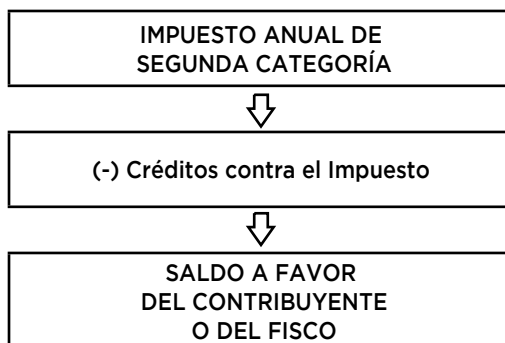 IMPUESTO ANUAL DE
SEGUNDA CATEGORÍA
(-) Créditos contra el Impuesto
SALDO A FAVOR
DEL CONTRIBUYENTE
O DEL FISCO